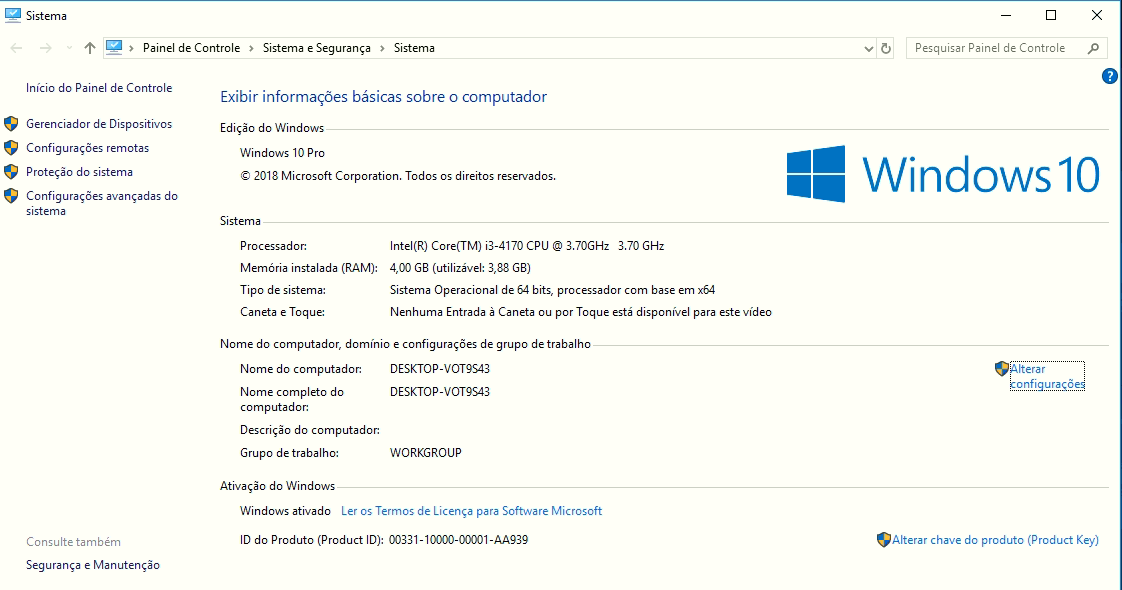 Sistema
Painel de Controle > Sistema e Segurança > Sistema
Pesquisar Painel de Controle
?
Início do Painel de Controle
Gerenciador de Dispositivos
Configurações remotas
Proteção do sistema
Configurações avançadas do
sistema
Exibir informações básicas sobre o computador
Edição do Windows
Windows 10 Pro
© 2018 Microsoft Corporation. Todos os direitos reservados.
Windows 10
Sistema
Processador: Intel(R) Core(TM) i3-4170 CPU @ 3.70GHz 3.70 GHz
Memória instalada (RAM): 4,00 GB (utilizável: 3,88 GB)
Tipo de sistema: Sistema Operacional de 64 bits, processador com base em x64
Caneta e Toque: Nenhuma Entrada à Caneta ou por Toque está disponível para este vídeo
Nome do computador, domínio e configurações de grupo de trabalho
Nome do computador: DESKTOP-VOT9S43
Alterar
configurações
Nome completo do
computador:
DESKTOP-VOT9S43
Descrição do computador:
Grupo de trabalho: WORKGROUP
Ativação do Windows
Windows ativado Ler os Termos de Licença para Software Microsoft
ID do Produto (Product ID): 00331-10000-00001-AA939
Alterar chave do produto (Product Key)
Consulte também
Segurança e Manutenção